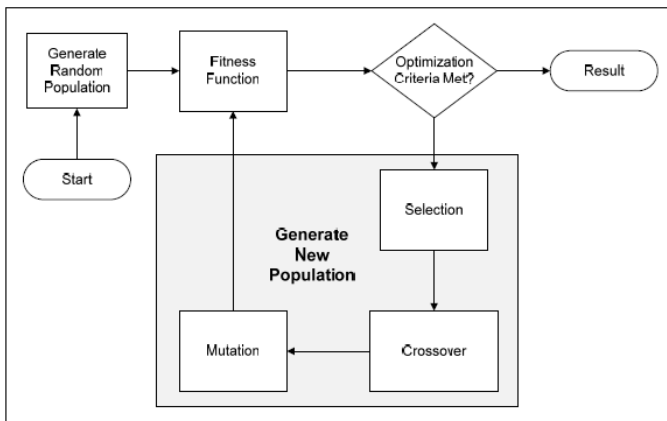 Generate
Random
Population
Fitness
Function
Optimization
Criteria Met?
Result
Start
Selection
Generate
New
Population
Mutation
Crossover